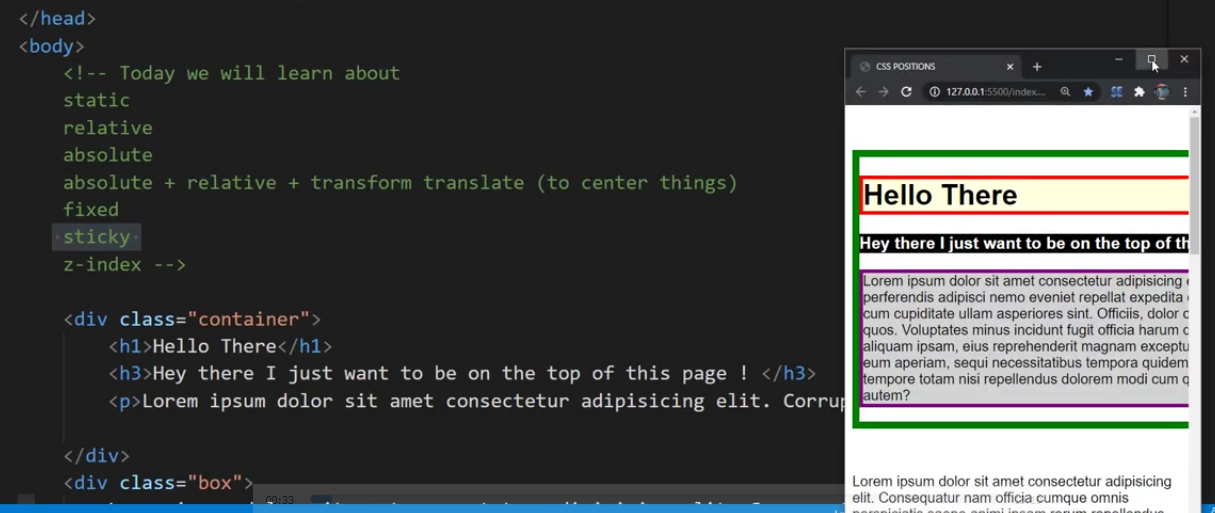 </head>
<body>
<!-- Today we will learn about
static
relative
absolute
absolute + relative + transform translate (to center things)
fixed
sticky
z-index -->
<div class="container">
<h1>Hello There</h1>
<h3>Hey there I just want to be on the top of this page ! </h3>
<p>Lorem ipsum dolor sit amet consectetur adipisicing elit. Corrup
</div>
<div class="box">
00:33
CSS POSITIONS
127.0.0.1:5500/index....
Hello There
Hey there I just want to be on the top of th
Lorem ipsum dolor sit amet consectetur adipisicing
perferendis adipisci nemo eveniet repellat expedita
cum cupiditate ullam asperiores sint. Officiis, dolor
quos. Voluptates minus incidunt fugit officia harum
aliquam ipsam, eius reprehenderit magnam exceptu
eum aperiam, sequi necessitatibus tempora quidem
tempore totam nisi repellendus dolorem modi cum
autem?
Lorem ipsum dolor sit amet consectetur adipisicing
elit. Consequatur nam officia cumque omnis